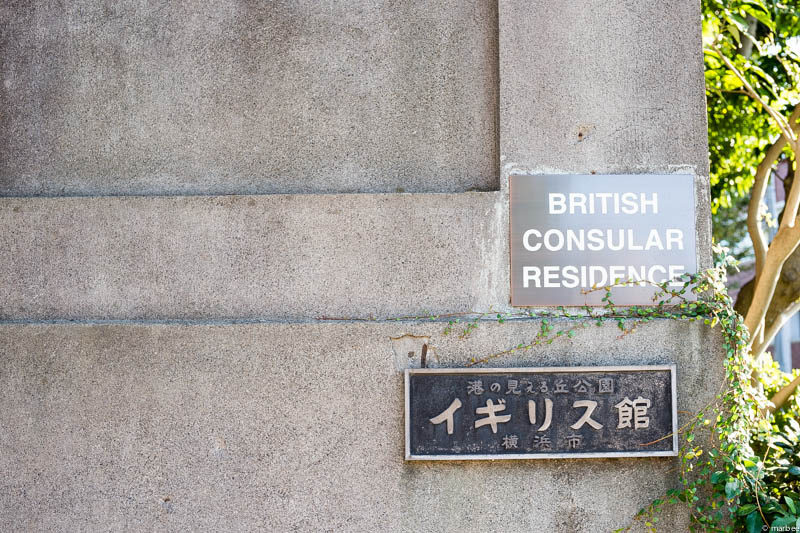 BRITISH
CONSULAR
RESIDENCE
港の見える丘公園
イギリス館
横浜市
© marbee